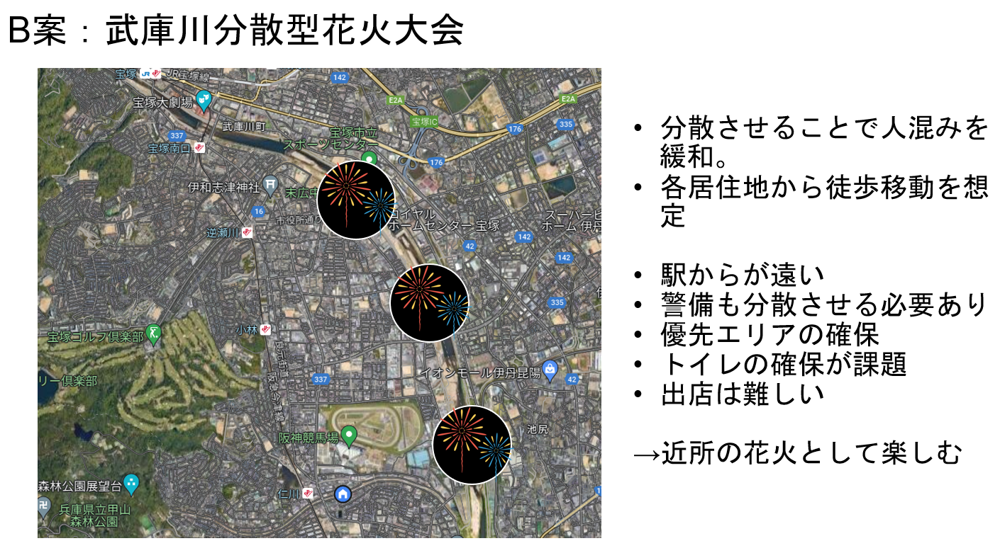 B案：武庫川分散型花火大会
宝塚
JR
JR宝塚線
142
宝塚大劇場
E2A
E2A
宝塚IC
武庫川町
宝塚市立
スポーツセンター
176
335
337
宝塚南口
176
伊和志津神社
末広中
16
市役所通り
ロイヤル
ホームセンター 宝塚
スーパービ
ホーム 伊丹
逆瀬川
42
142
142
335
小林
宝塚ゴルフ倶楽部
イオンモール伊丹昆陽
337
42
リー倶楽部
阪急今津線
阪神競馬場
池尻
森林公園展望台
仁川
兵庫県立甲山
森林公園
• 分散させることで人混みを
緩和。
• 各居住地から徒歩移動を想
定
• 駅からが遠い
• 警備も分散させる必要あり
• 優先エリアの確保
• トイレの確保が課題
• 出店は難しい
→近所の花火として楽しむ